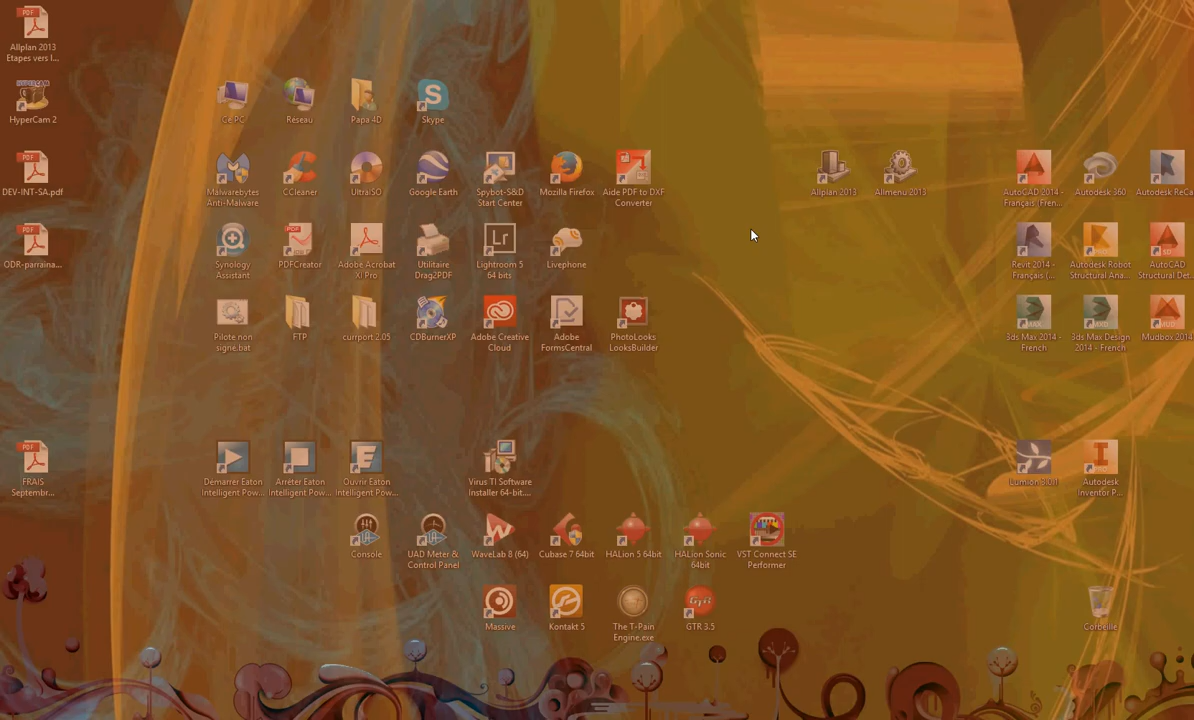 Allplan 2013
Etapes vers l...
HyperCam 2
Ce PC
Réseau
Papa 4D
Skype
DEV-INT-SA.pdf
Malwarebytes
Anti-Malware
CCleaner
UltraISO
Google Earth
Spybot-S&D
Start Center
Mozilla Firefox
Aide PDF to DXF
Converter
Allplan 2013
Allmenu 2013
AutoCAD 2014 -
Français (Fren...
Autodesk 360
Autodesk ReCa
ODR-parraina...
Synology
Assistant
PDFCreator
Adobe Acrobat
XI Pro
Utilitaire
Drag2PDF
Lightroom 5
64 bits
Livephone
Revit 2014 -
Français (...
Autodesk Robot
Structural Ana...
AutoCAD
Structural Det...
Pilote non
signé.bat
FTP
currport 2.05
CDBurnerXP
Adobe Creative
Cloud
Adobe
FormsCentral
PhotoLooks
LooksBuilder
3ds Max 2014 -
French
3ds Max Design
2014 - French
Mudbox 2014
FRAIS
Septembr...
Démarrer Eaton
Intelligent Pow...
Arrêter Eaton
Intelligent Pow...
Ouvrir Eaton
Intelligent Pow...
Virus TI Software
Installer 64-bit....
Autodesk
Inventor P...
Console
UAD Meter &
Control Panel
WaveLab 8 (64)
Cubase 7 64bit
HALion 5 64bit
HALion Sonic
64bit
VST Connect SE
Performer
Massive
Kontakt 5
The T-Pain
Engine.exe
GTR 3.5
Corbeille